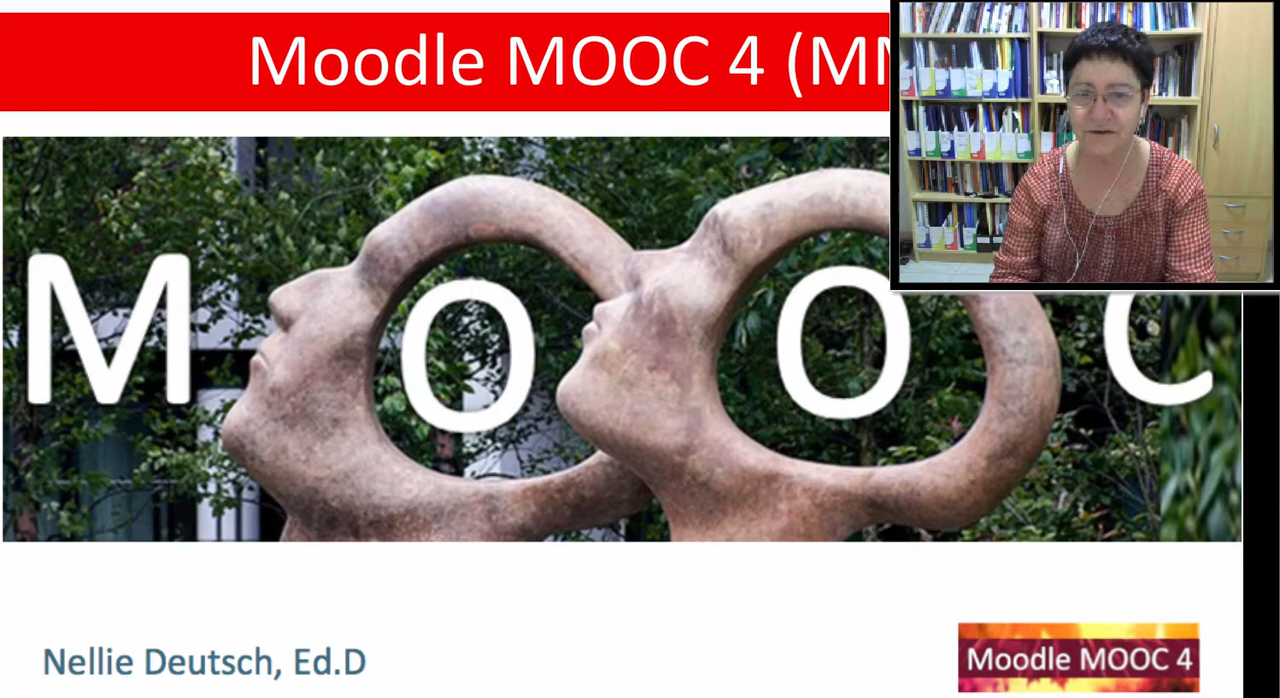 Moodle MOOC 4 (M
M O O C
Nellie Deutsch, Ed.D
Moodle MOOC 4